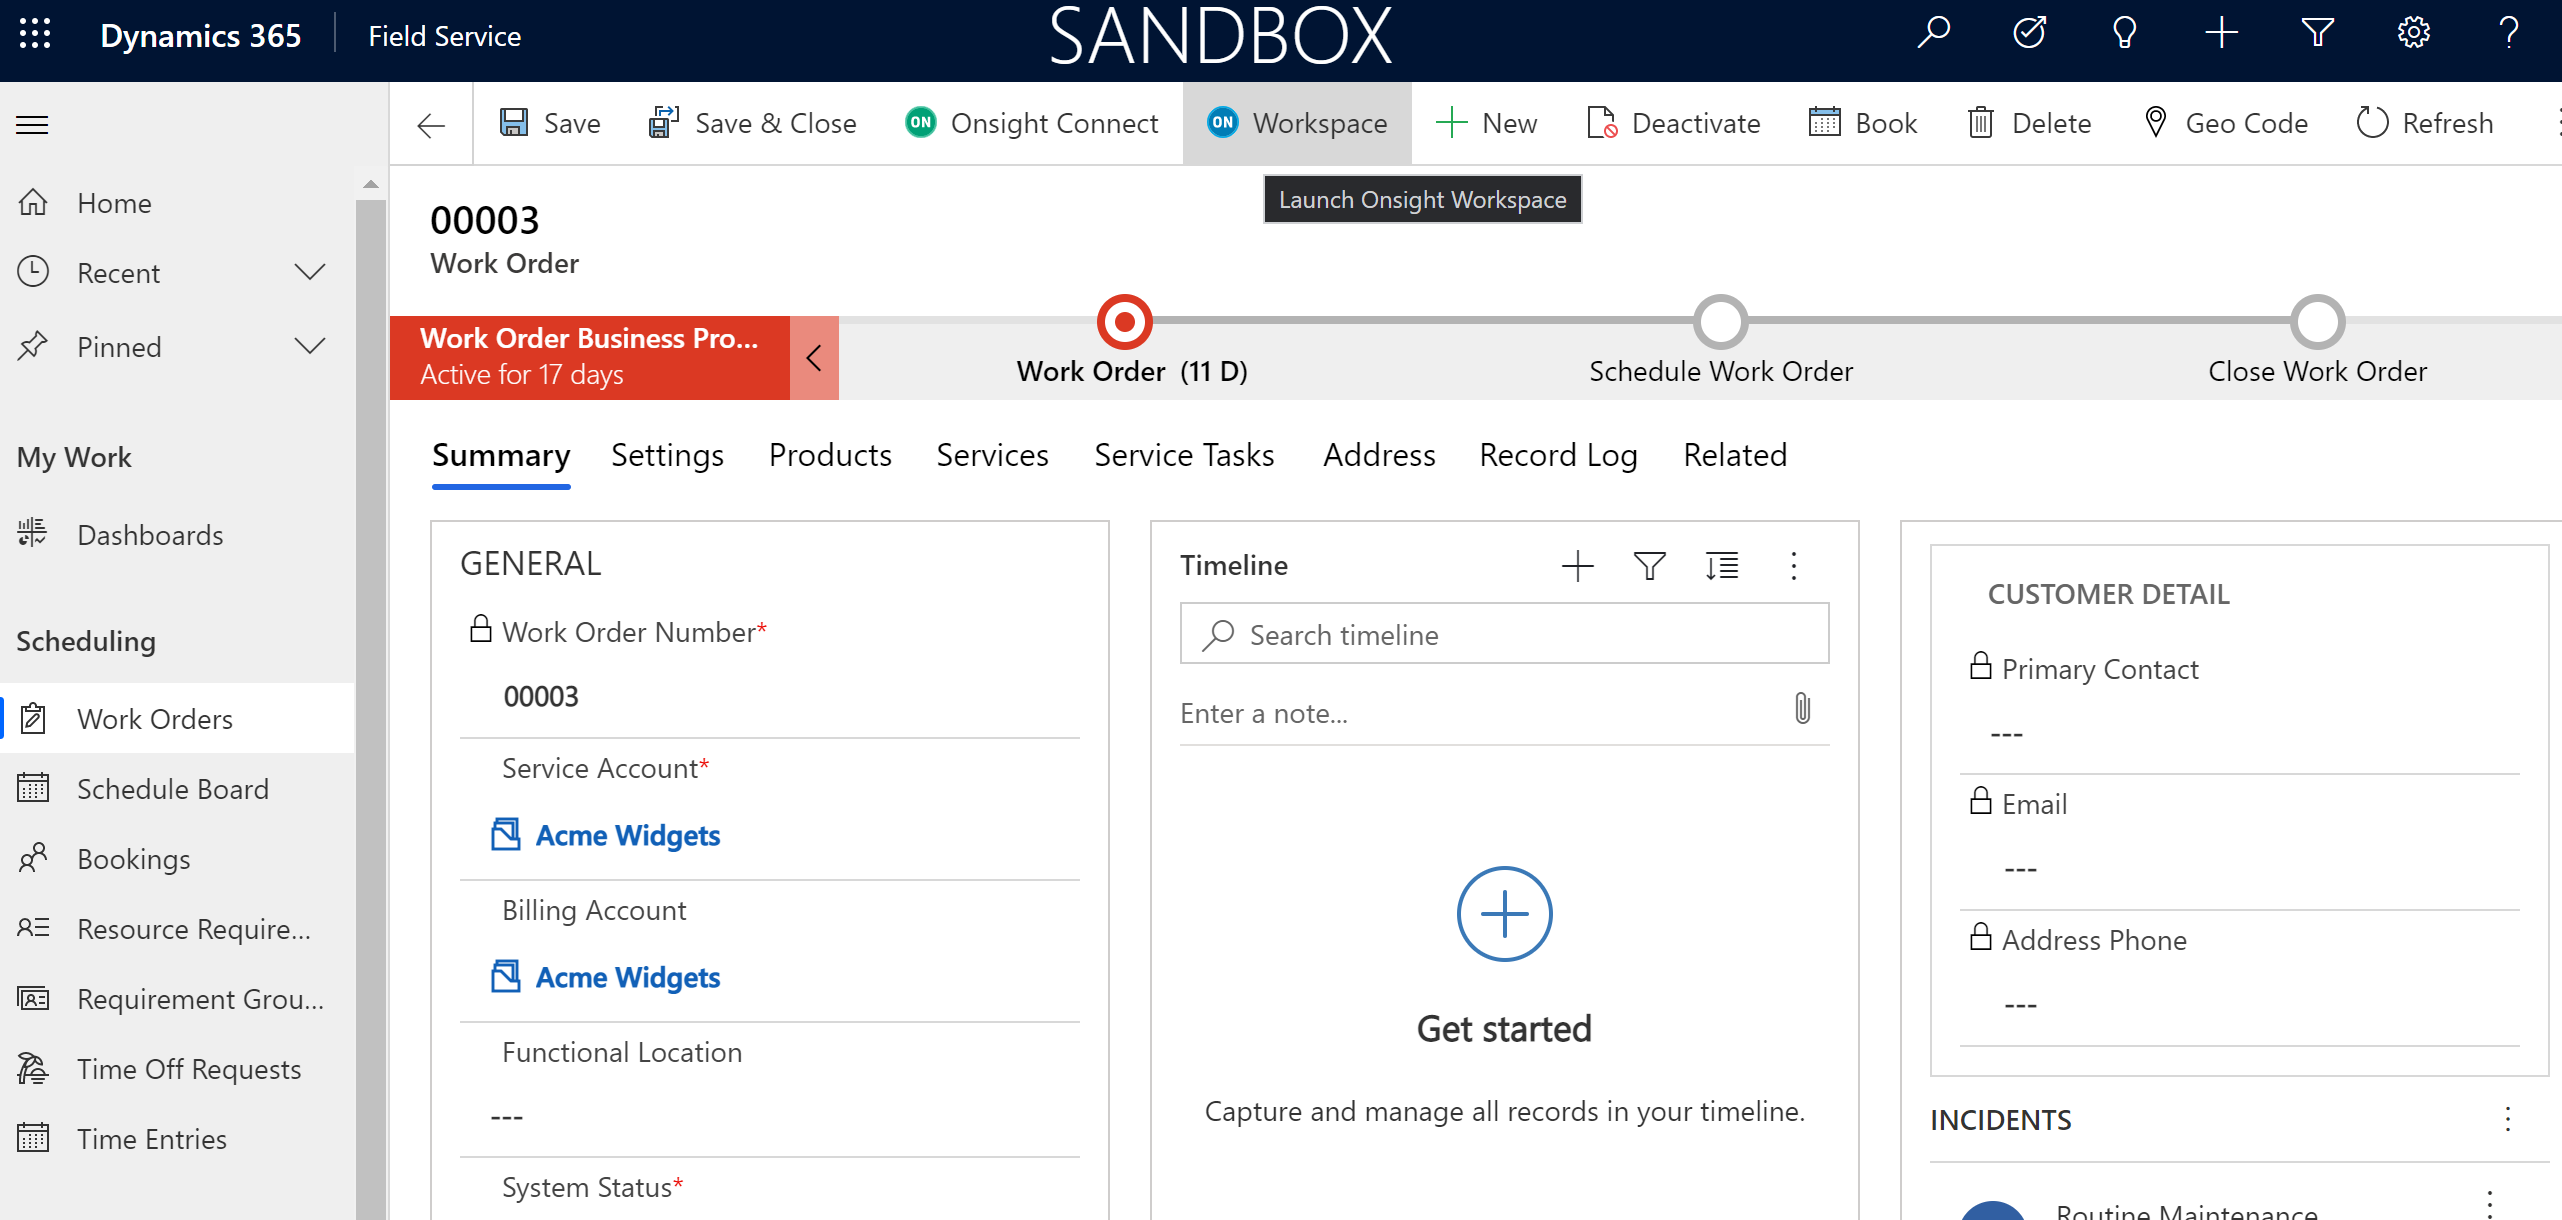 Dynamics 365
Field Service
SANDBOX
Save
Save & Close
ON
Onsight Connect
ON
Workspace
New
Deactivate
Book
Delete
Geo Code
Refresh
Launch Onsight Workspace
Home
Recent
Pinned
My Work
Dashboards
Scheduling
Work Orders
Schedule Board
Bookings
Resource Require...
Requirement Grou...
Time Off Requests
Time Entries
00003
Work Order
Work Order Business Pro...
Active for 17 days
Work Order (11 D)
Schedule Work Order
Close Work Order
Summary
Settings
Products
Services
Service Tasks
Address
Record Log
Related
GENERAL
Work Order Number*
00003
Service Account*
Acme Widgets
Billing Account
Acme Widgets
Functional Location
---
System Status*
Timeline
Search timeline
Enter a note...
Get started
Capture and manage all records in your timeline.
CUSTOMER DETAIL
Primary Contact
---
Email
---
Address Phone
---
INCIDENTS
Routine Maintenance